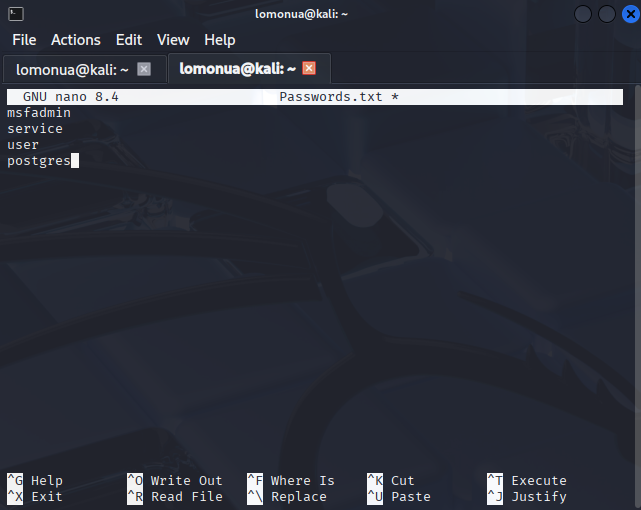 lomonua@kali: ~
File Actions Edit View Help
lomonua@kali: ~ lomonua@kali: ~
GNU nano 8.4 Passwords.txt *
msfadmin
service
user
postgres
^G Help ^O Write Out ^F Where Is ^K Cut ^T Execute
^X Exit ^R Read File ^\ Replace ^U Paste ^J Justify